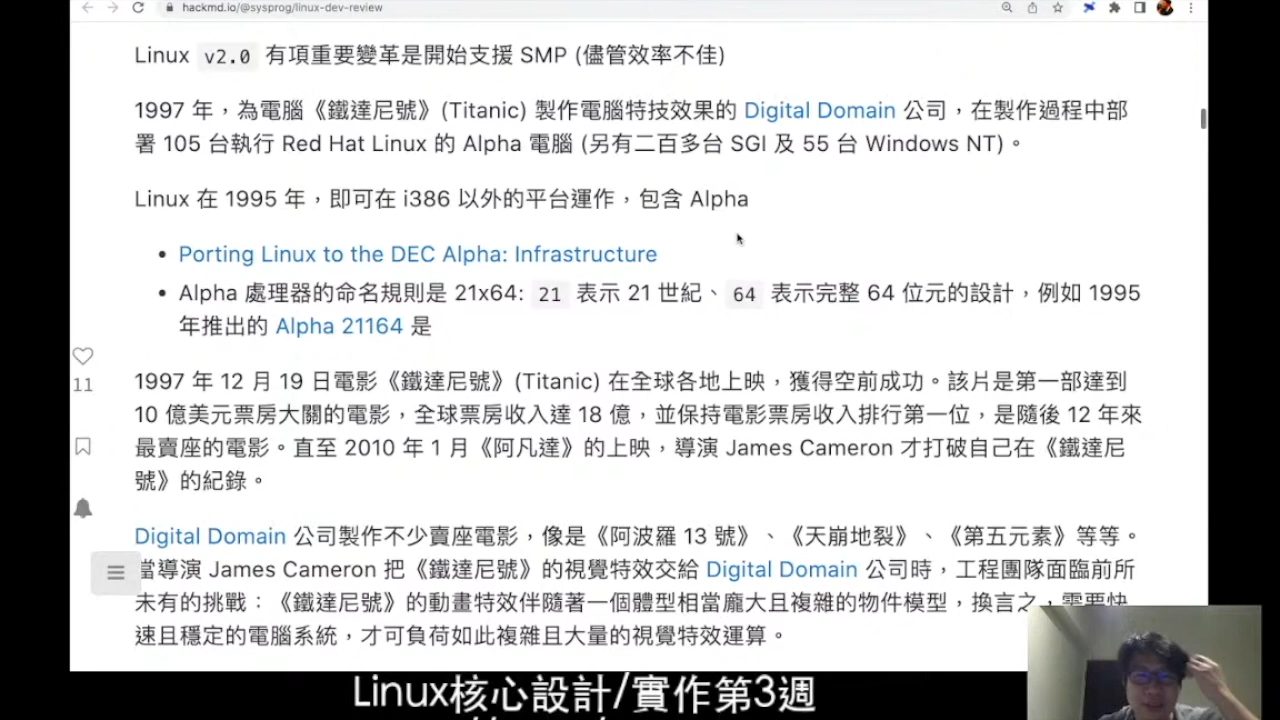 hackmd.io/@sysprog/linux-dev-review
Linux v2.0 有項重要變革是開始支援 SMP (儘管效率不佳)
1997 年，為電腦《鐵達尼號》(Titanic) 製作電腦特技效果的 Digital Domain 公司，在製作過程中部
署 105 台執行 Red Hat Linux 的 Alpha 電腦 (另有二百多台 SGI 及 55 台 Windows NT)。
Linux 在 1995 年，即可在 i386 以外的平台運作，包含 Alpha
• Porting Linux to the DEC Alpha: Infrastructure
• Alpha 處理器的命名規則是 21x64: 21 表示 21 世紀、 64 表示完整 64 位元的設計，例如 1995
年推出的 Alpha 21164 是
11
1997 年 12 月 19 日電影《鐵達尼號》(Titanic) 在全球各地上映，獲得空前成功。該片是第一部達到
10 億美元票房大關的電影，全球票房收入達 18 億，並保持電影票房收入排行第一位，是隨後 12 年來
最賣座的電影。直至 2010 年 1 月《阿凡達》的上映，導演 James Cameron 才打破自己在《鐵達尼
號》的紀錄。
Digital Domain 公司製作不少賣座電影，像是《阿波羅 13 號》、《天崩地裂》、《第五元素》等等。
當導演 James Cameron 把《鐵達尼號》的視覺特效交給 Digital Domain 公司時，工程團隊面臨前所
未有的挑戰：《鐵達尼號》的動畫特效伴隨著一個體型相當龐大且複雜的物件模型，換言之，需要快
速且穩定的電腦系統，才可負荷如此複雜且大量的視覺特效運算。
Linux核心設計/實作第3週